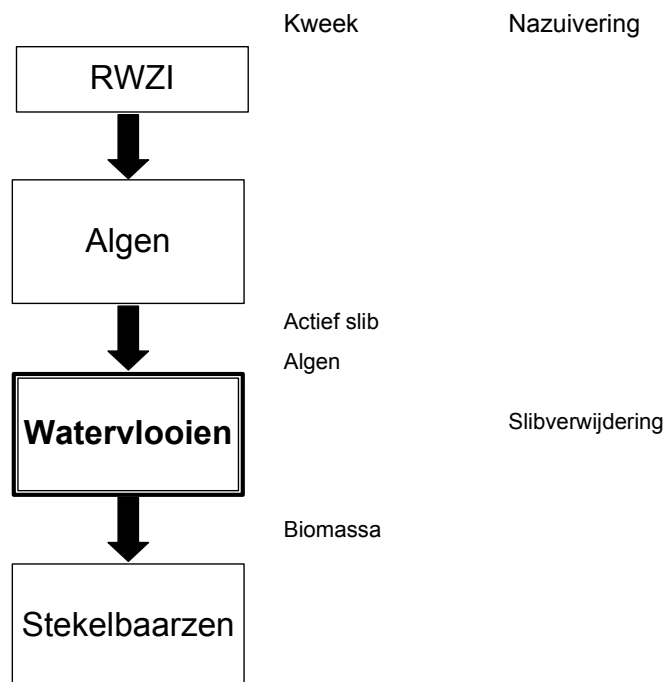 Kweek
Nazuivering
RWZI
Algen
Actief slib
Algen
Watervlooien
Slibverwijdering
Biomassa
Stekelbaarzen